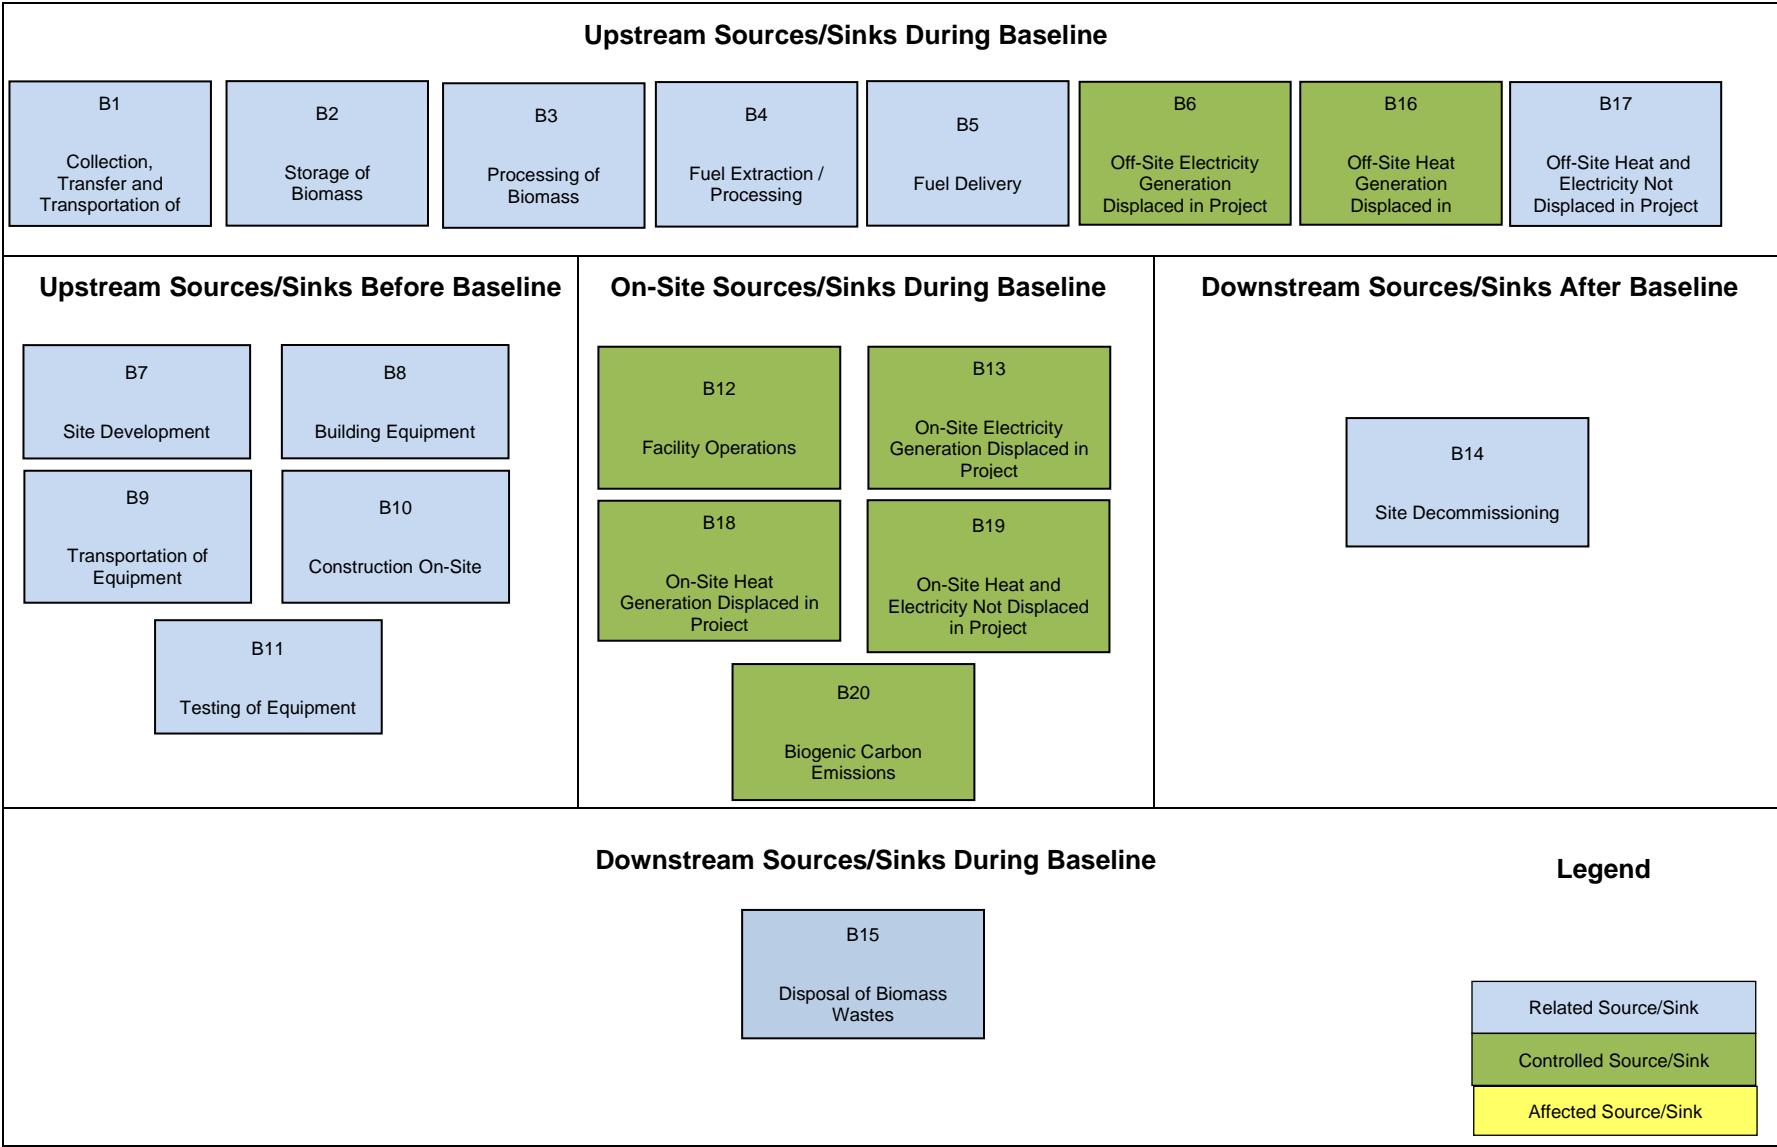 Upstream Sources/Sinks During Baseline
B1
Collection,
Transfer and
Transportation of
B2
Storage of
Biomass
B3
Processing of
Biomass
B4
Fuel Extraction /
Processing
B5
Fuel Delivery
B6
Off-Site Electricity
Generation
Displaced in Project
B16
Off-Site Heat
Generation
Displaced in
B17
Off-Site Heat and
Electricity Not
Displaced in Project
Upstream Sources/Sinks Before Baseline
B7
Site Development
B8
Building Equipment
B9
Transportation of
Equipment
B10
Construction On-Site
B11
Testing of Equipment
On-Site Sources/Sinks During Baseline
B12
Facility Operations
B13
On-Site Electricity
Generation Displaced in
Project
B18
On-Site Heat
Generation Displaced in
Project
B19
On-Site Heat and
Electricity Not Displaced
in Project
B20
Biogenic Carbon
Emissions
Downstream Sources/Sinks After Baseline
B14
Site Decommissioning
Downstream Sources/Sinks During Baseline
B15
Disposal of Biomass
Wastes
Legend
Related Source/Sink
Controlled Source/Sink
Affected Source/Sink